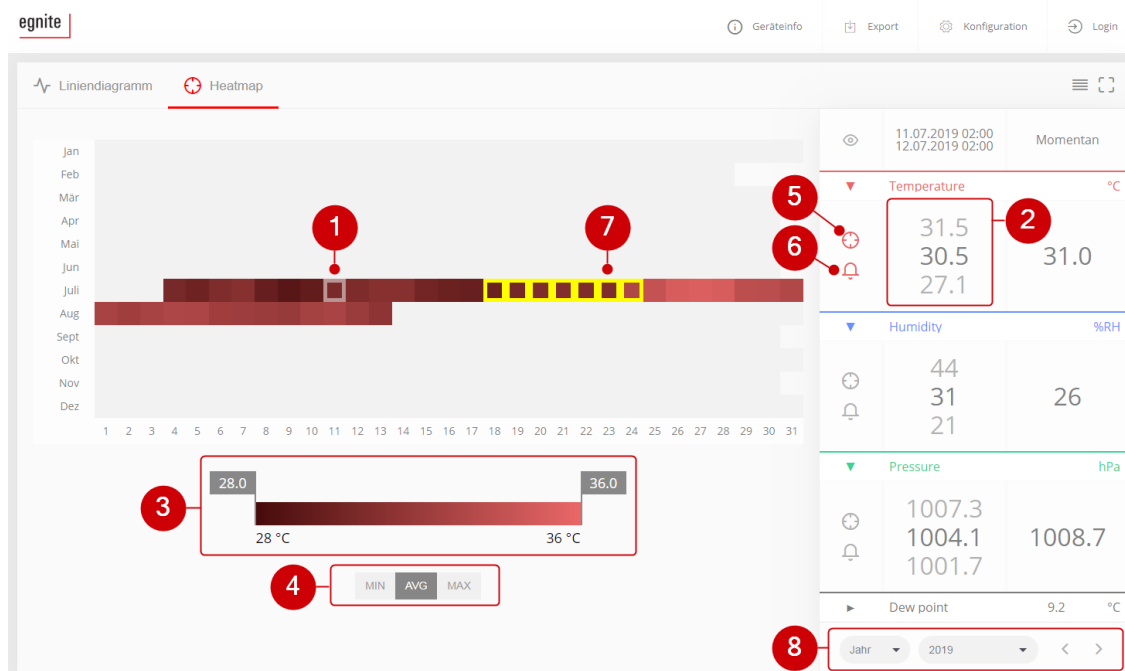 egnite
Geräteinfo
Export
Konfiguration
Login
Liniendiagramm
Heatmap
Jan
Feb
Mär
Apr
Mai
Jun
Juli
Aug
Sept
Okt
Nov
Dez
1 2 3 4 5 6 7 8 9 10 11 12 13 14 15 16 17 18 19 20 21 22 23 24 25 26 27 28 29 30 31
1
7
3
28.0 36.0
28 °C 36 °C
4
MIN AVG MAX
11.07.2019 02:00
12.07.2019 02:00
Momentan
Temperature °C
5
6
2
31.5
30.5
27.1
31.0
Humidity %RH
44
31
21
26
Pressure hPa
1007.3
1004.1
1001.7
1008.7
Dew point 9.2 °C
8
Jahr 2019